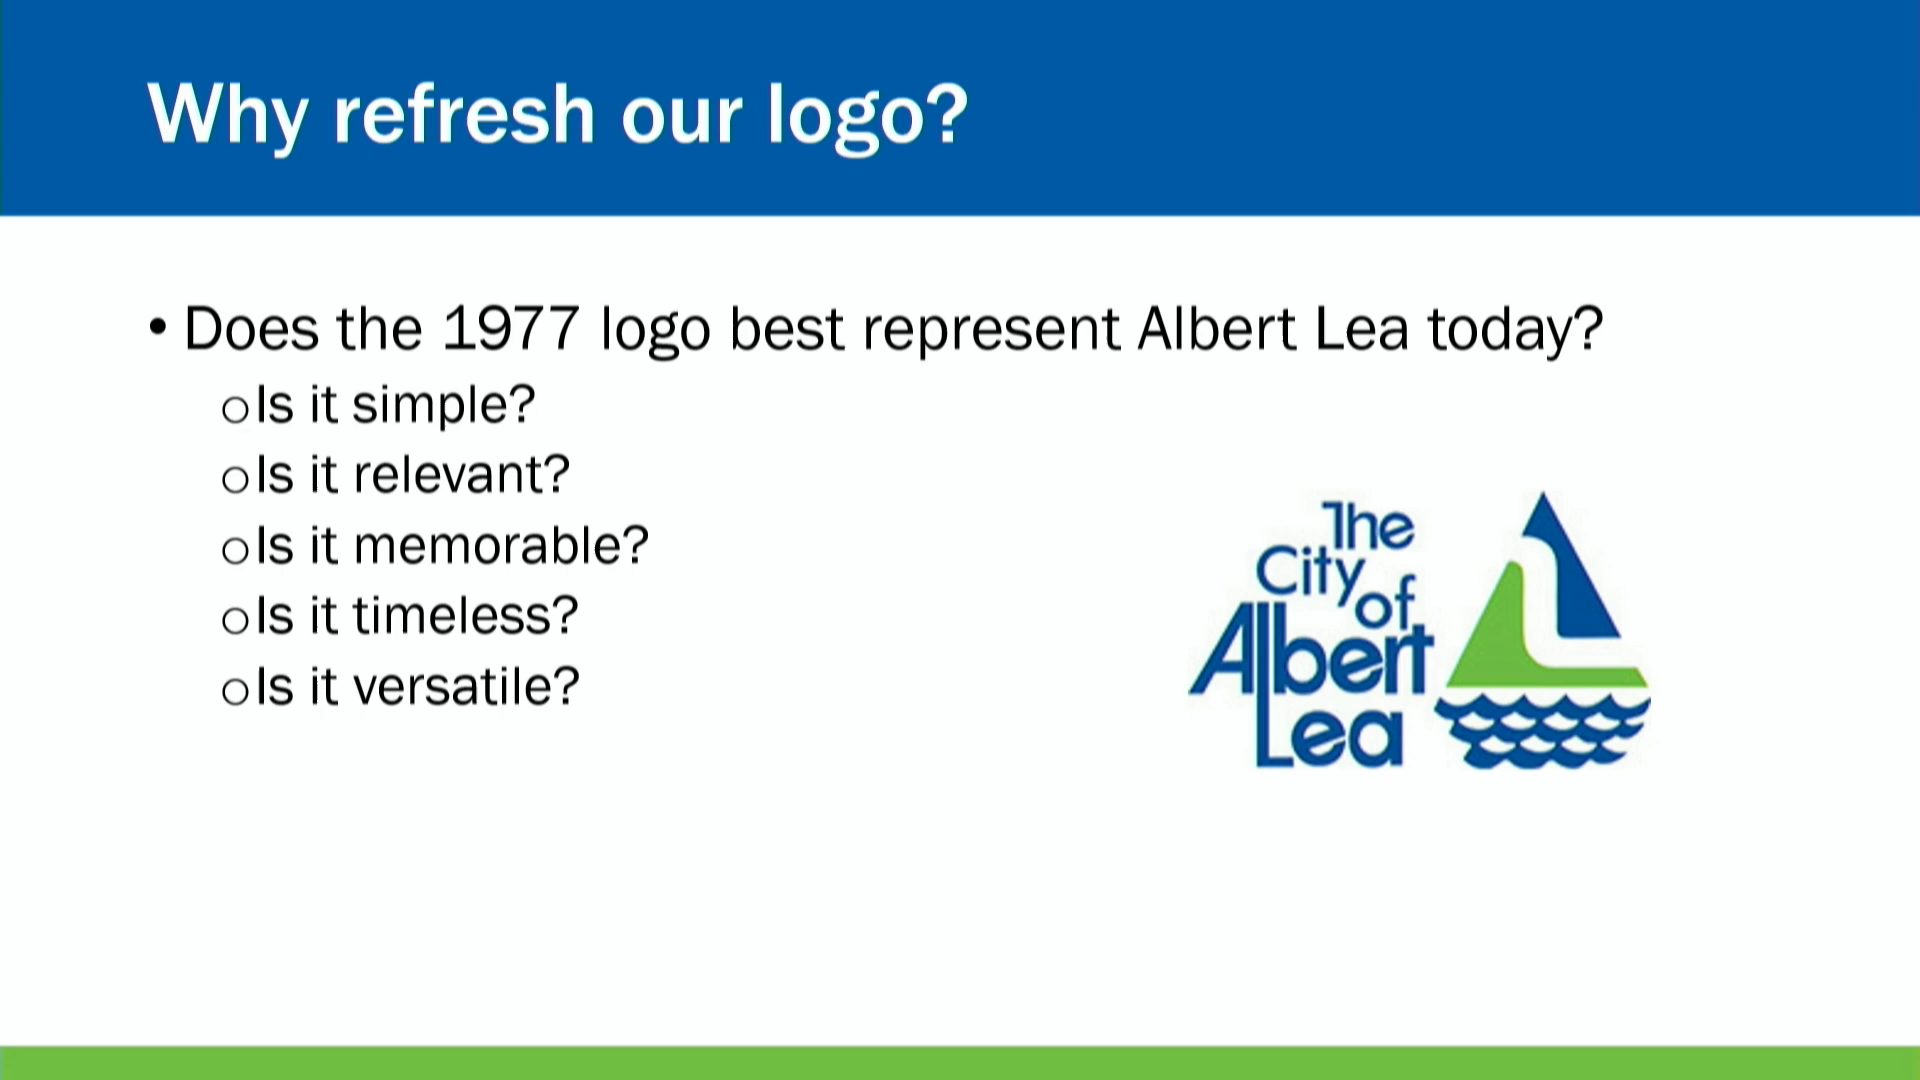 Why refresh our logo?
• Does the 1977 logo best represent Albert Lea today?
o Is it simple?
o Is it relevant?
o Is it memorable?
o Is it timeless?
o Is it versatile?
The
City
of
Albert
Lea